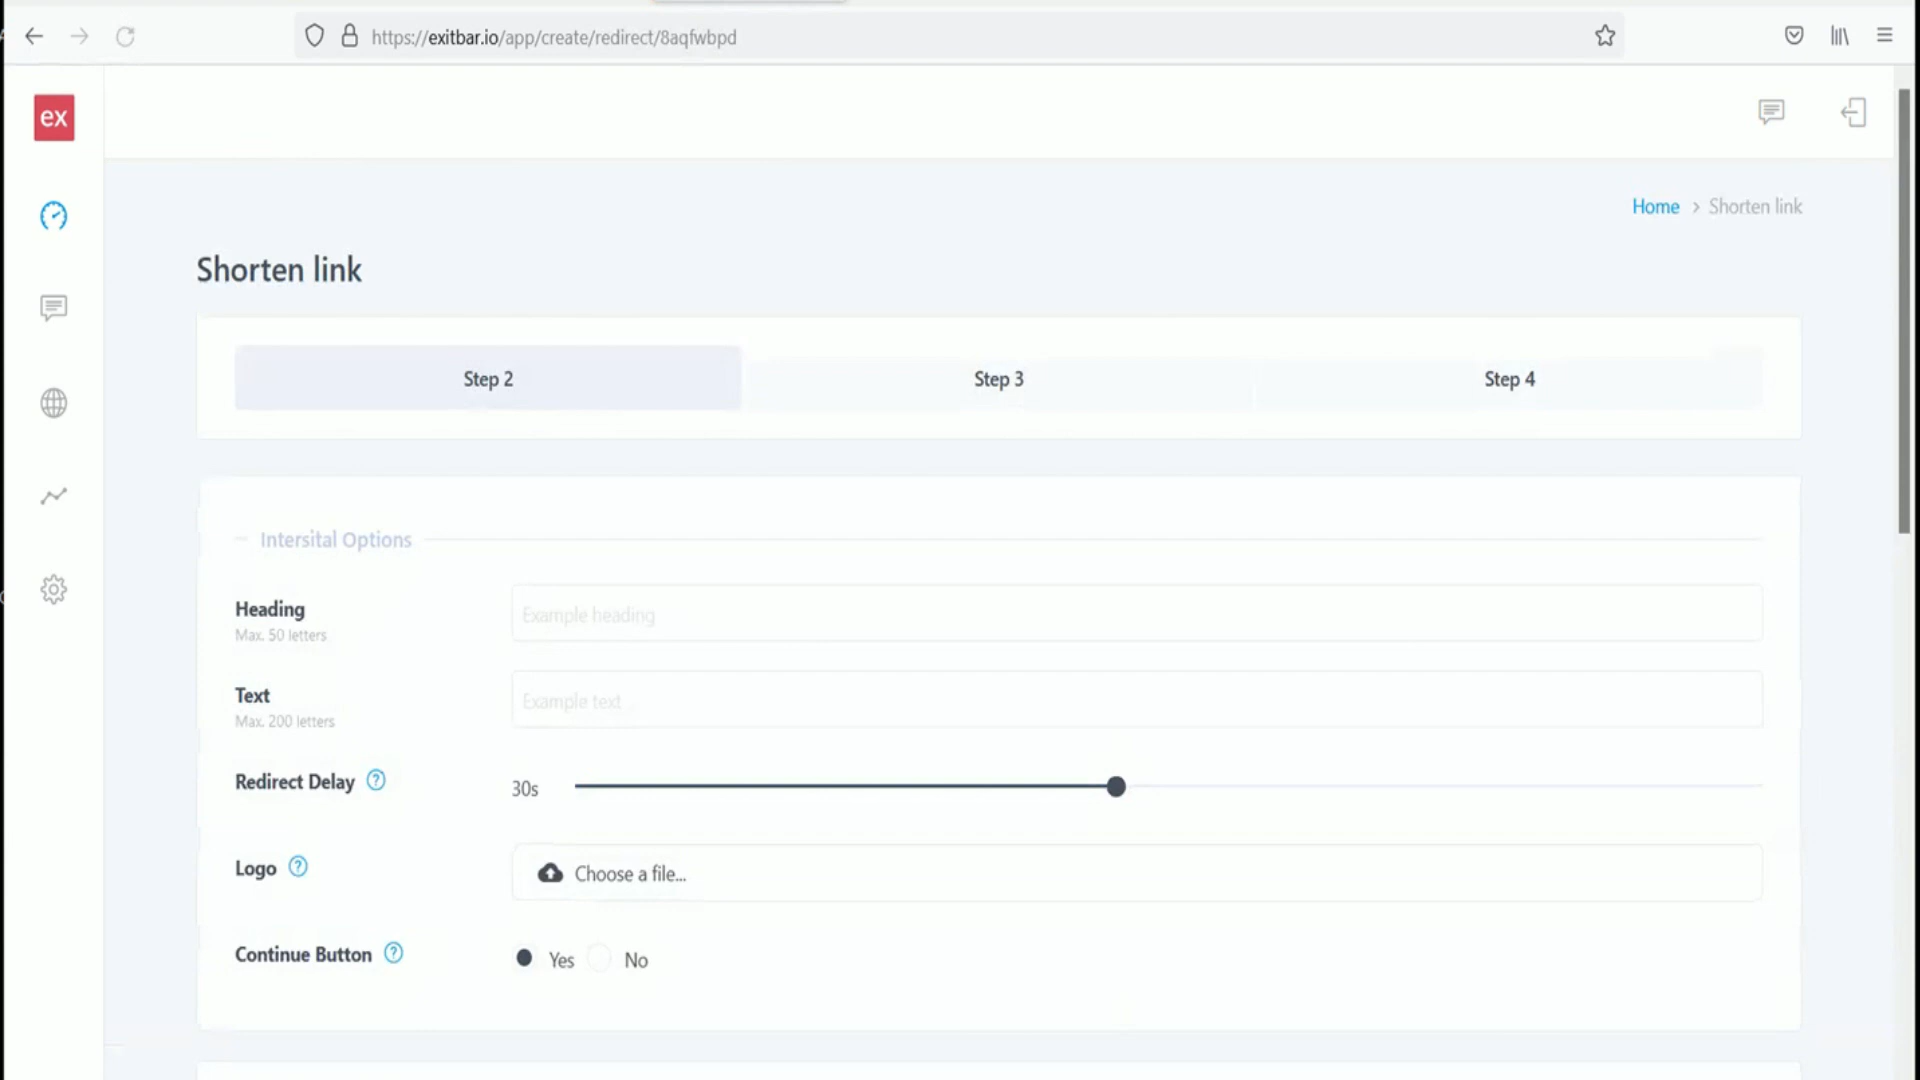 https://exitbar.io/app/create/redirect/8aqfwbpd
ex
Home > Shorten link
Shorten link
Step 2
Step 3
Step 4
Intersital Options
Heading
Max. 50 letters
Example heading
Text
Max. 200 letters
Example text
Redirect Delay ?
30s
Logo ?
Choose a file...
Continue Button ?
Yes
No